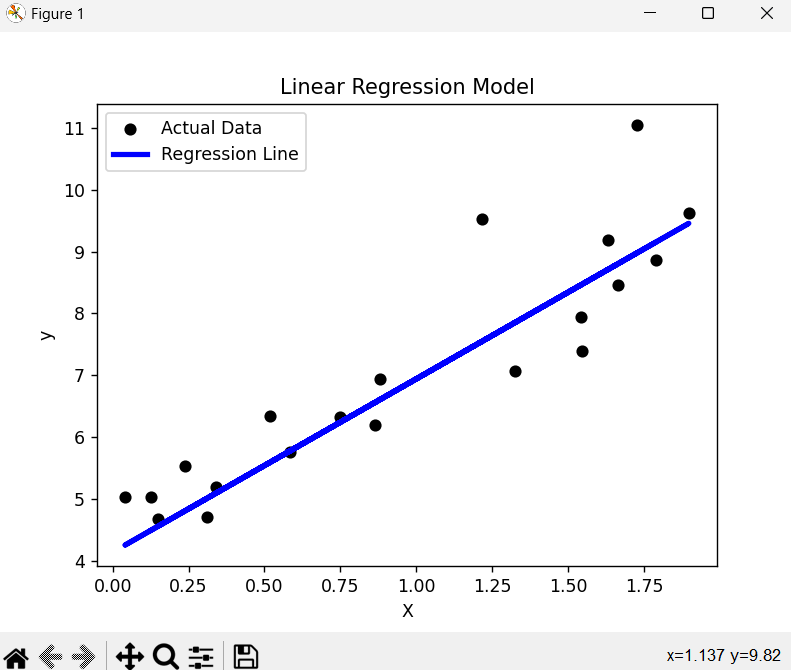 Figure 1
Linear Regression Model
Actual Data
Regression Line
11
10
9
8
7
6
5
4
y
0.00 0.25 0.50 0.75 1.00 1.25 1.50 1.75
X
x=1.137 y=9.82